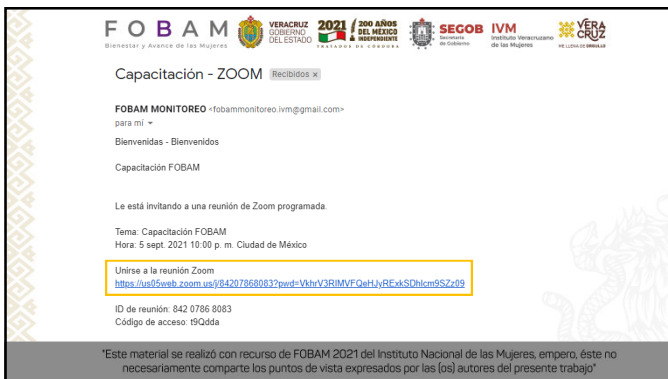 FOBAM
Bienestar y Avance de las Mujeres
VERACRUZ
GOBIERNO
DEL ESTADO
2021
200 AÑOS
DEL MÉXICO
INDEPENDIENTE
TRATADOS DE CÓRDOBA
SEGOB
Secretaría
de Gobierno
IVM
Instituto Veracruzano
de las Mujeres
VERA
CRUZ
ME LLENA DE ORGULLO
Capacitación - ZOOM Recibidos x
FOBAM MONITOREO <fobammonitoreo.ivm@gmail.com>
para mí
Bienvenidas - Bienvenidos
Capacitación FOBAM
Le está invitando a una reunión de Zoom programada.
Tema: Capacitación FOBAM
Hora: 5 sept. 2021 10:00 p. m. Ciudad de México
Unirse a la reunión Zoom
https://us05web.zoom.us/j/84207868083?pwd=VkhrV3RIMVFQeHJyRExkSDhIcm9SZz09
ID de reunión: 842 0786 8083
Código de acceso: t9Qdda
"Este material se realizó con recurso de FOBAM 2021 del Instituto Nacional de las Mujeres, empero, éste no
necesariamente comparte los puntos de vista expresados por las [os] autores del presente trabajo"